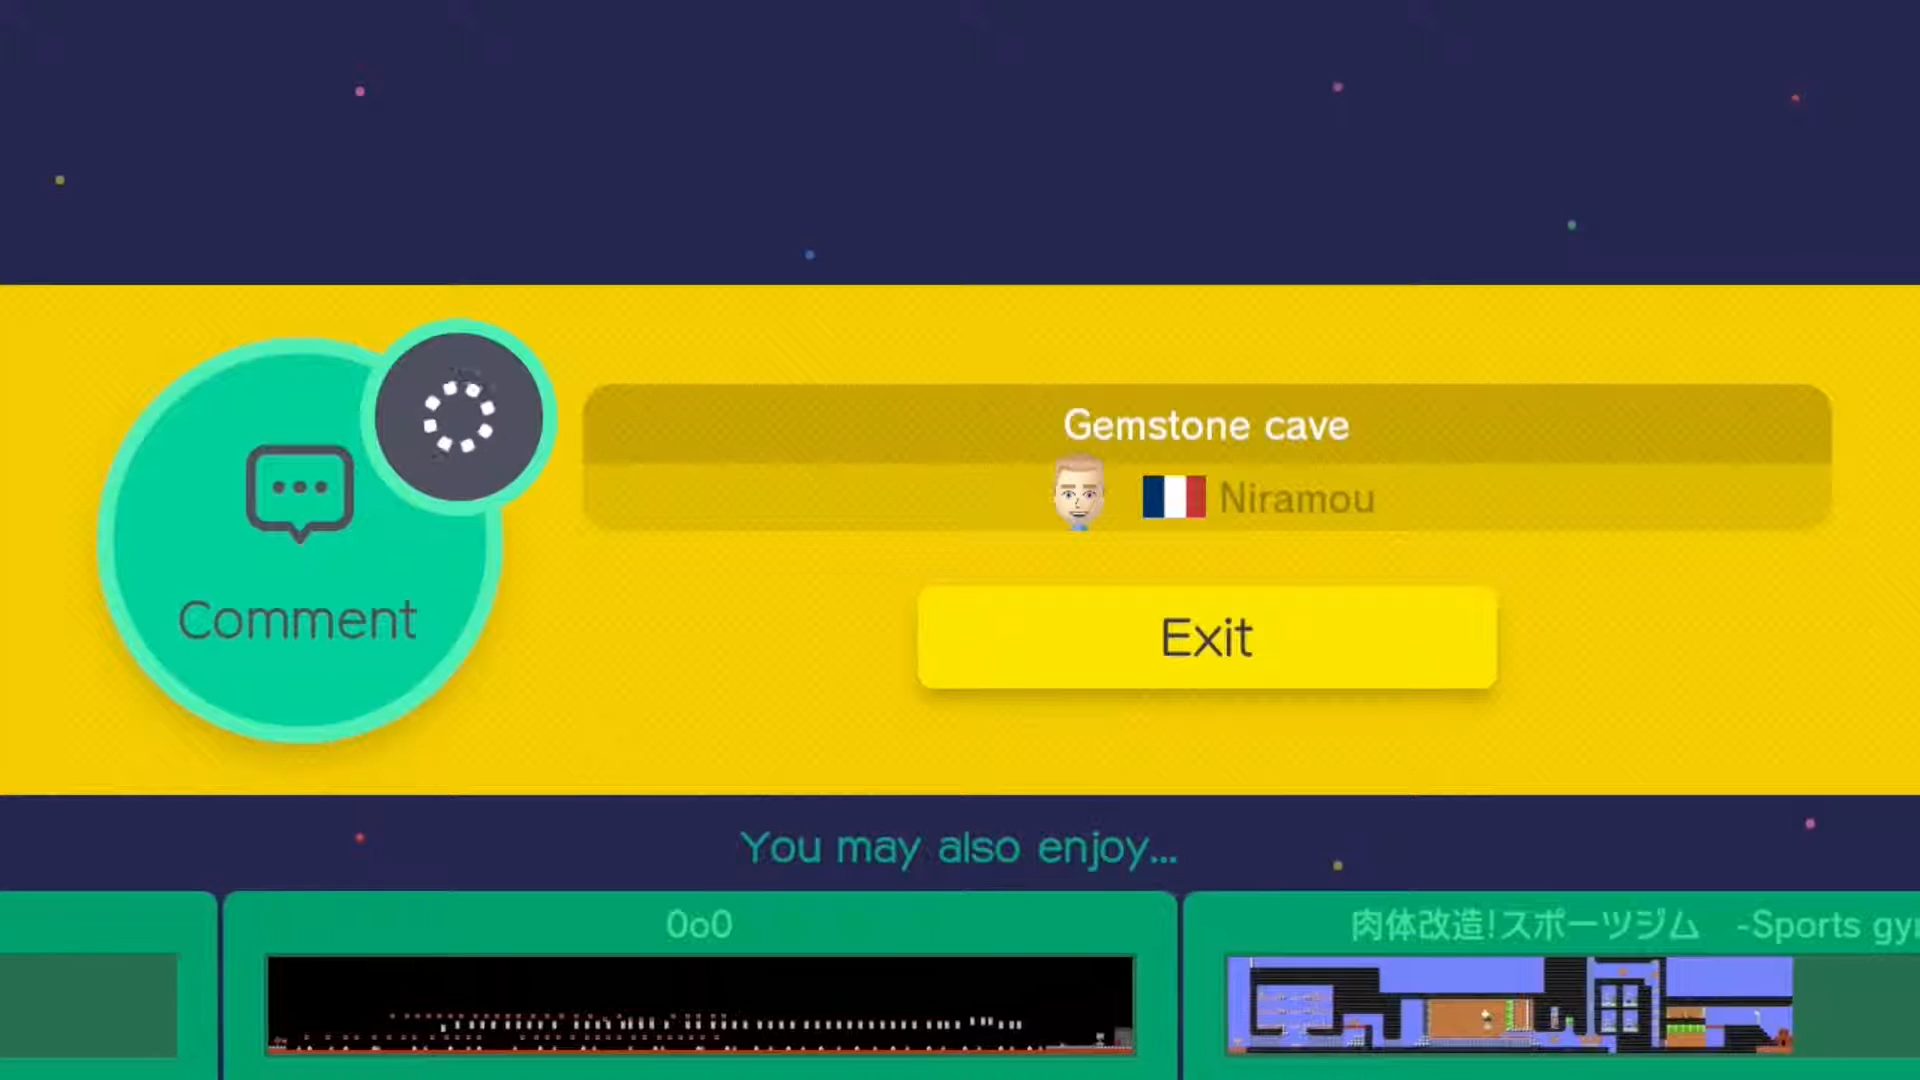 Gemstone cave
Niramou
Comment
Exit
You may also enjoy...
0o0
肉体改造!スポーツジム -Sports gy